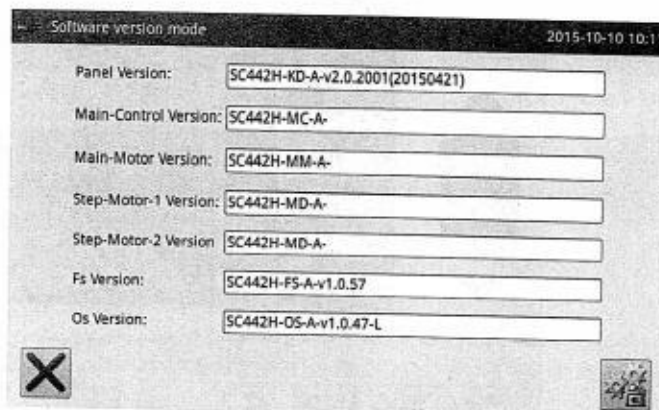 Software version mode 2015-10-10 10:1
Panel Version: SC442H-KD-A-v2.0.2001(20150421)
Main-Control Version: SC442H-MC-A-
Main-Motor Version: SC442H-MM-A-
Step-Motor-1 Version: SC442H-MD-A-
Step-Motor-2 Version SC442H-MD-A-
Fs Version: SC442H-FS-A-v1.0.57
Os Version: SC442H-OS-A-v1.0.47-L